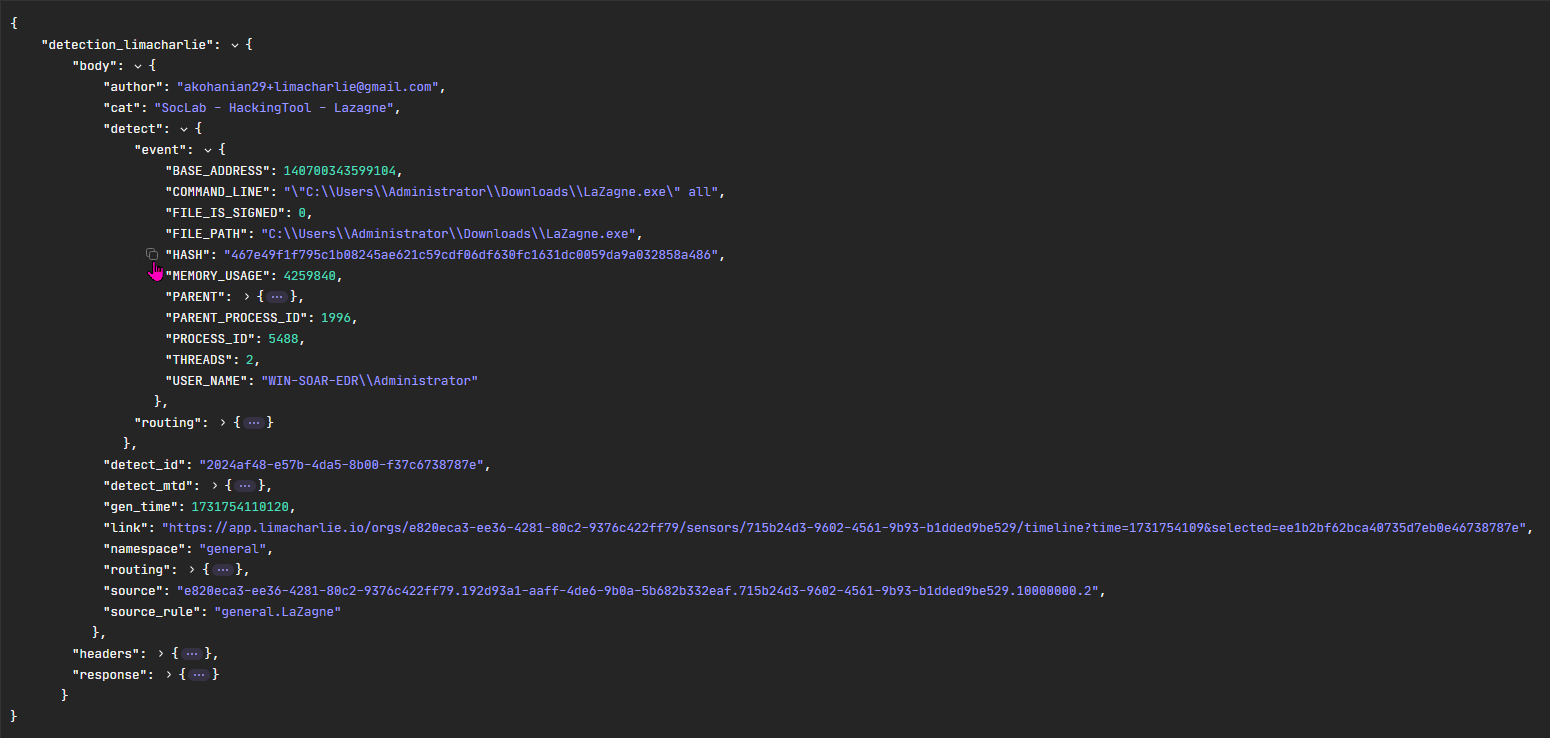 {
"detection_limacharlie": {
"body": {
"author": "akohanian29+limacharlie@gmail.com",
"cat": "SocLab - HackingTool - Lazagne",
"detect": {
"event": {
"BASE_ADDRESS": 140700343599104,
"COMMAND_LINE": "\"C:\\Users\\Administrator\\Downloads\\LaZagne.exe\" all",
"FILE_IS_SIGNED": 0,
"FILE_PATH": "C:\\Users\\Administrator\\Downloads\\LaZagne.exe",
"HASH": "467e49f1f795c1b08245ae621c59cdf06df630fc1631dc0059da9a032858a486",
"MEMORY_USAGE": 4259840,
"PARENT": {...},
"PARENT_PROCESS_ID": 1996,
"PROCESS_ID": 5488,
"THREADS": 2,
"USER_NAME": "WIN-SOAR-EDR\\Administrator"
},
"routing": {...}
},
"detect_id": "2024af48-e57b-4da5-8b00-f37c6738787e",
"detect_mtd": {...},
"gen_time": 1731754110120,
"link": "https://app.limacharlie.io/orgs/e820eca3-ee36-4281-80c2-9376c422ff79/sensors/715b24d3-9602-4561-9b93-b1dded9be529/timeline?time=1731754109&selected=ee1b2bf62bca40735d7eb0e46738787e",
"namespace": "general",
"routing": {...},
"source": "e820eca3-ee36-4281-80c2-9376c422ff79.192d93a1-aaff-4de6-9b0a-5b682b332eaf.715b24d3-9602-4561-9b93-b1dded9be529.10000000.2",
"source_rule": "general.LaZagne"
},
"headers": {...},
"response": {...}
}
}